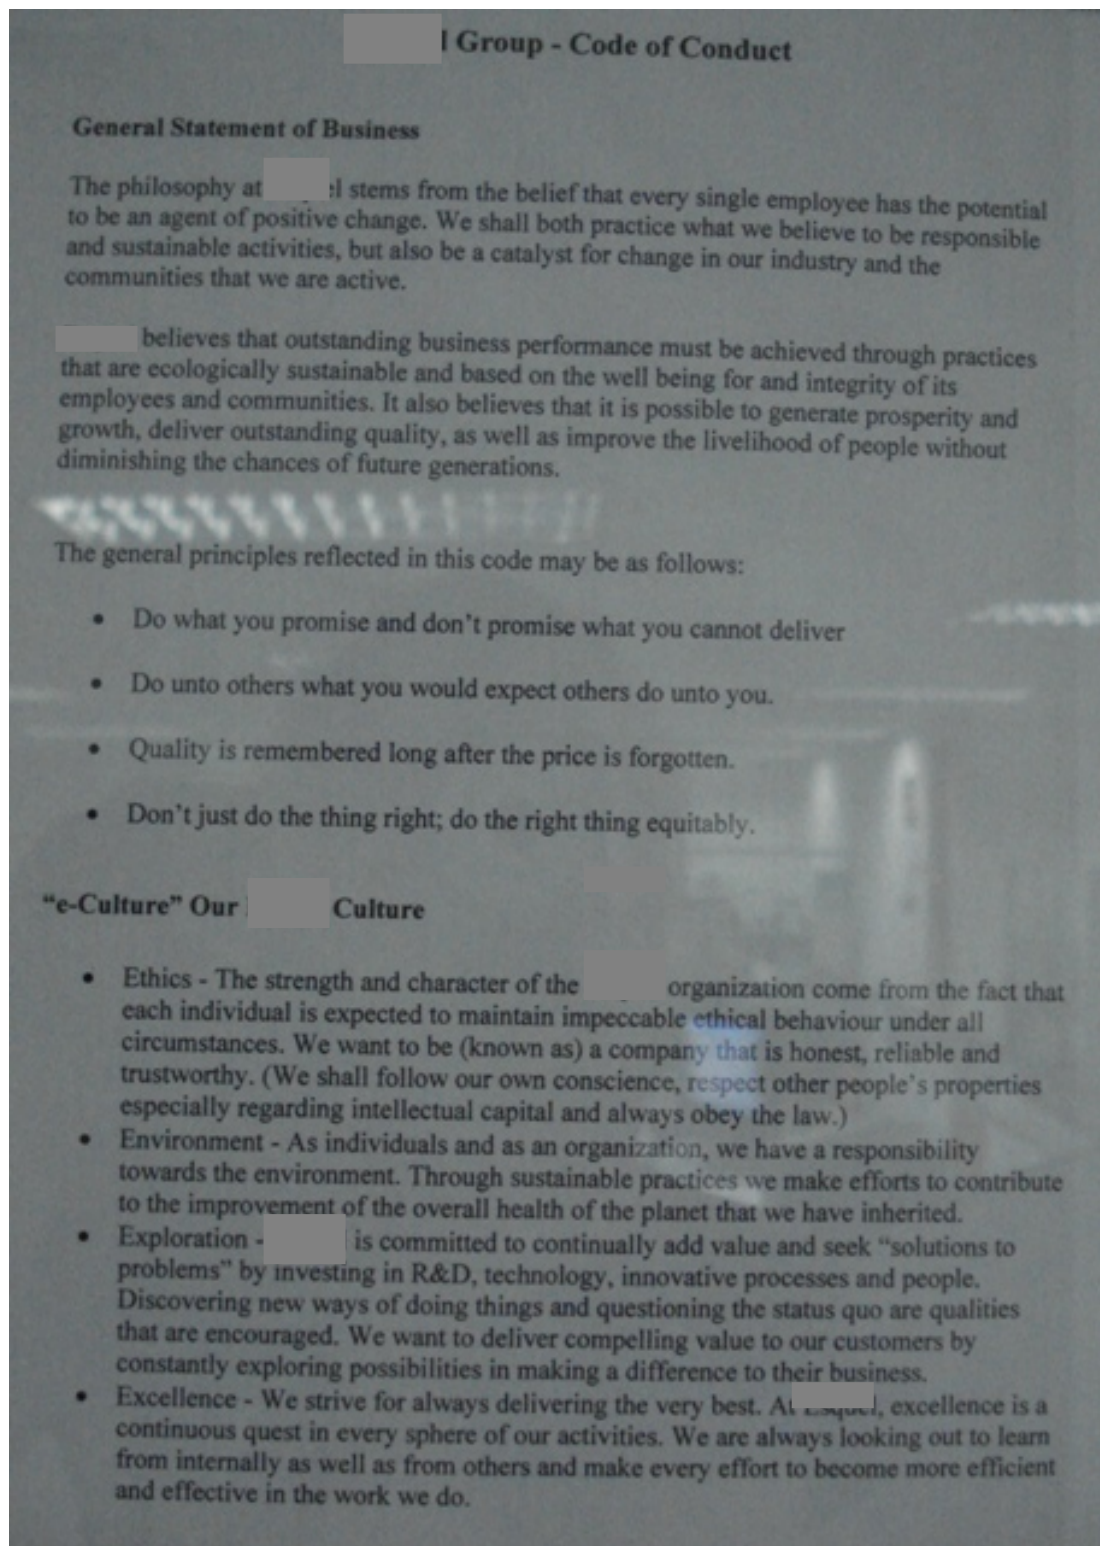 Group - Code of Conduct
General Statement of Business
The philosophy at stems from the belief that every single employee has the potential
to be an agent of positive change. We shall both practice what we believe to be responsible
and sustainable activities, but also be a catalyst for change in our industry and the
communities that we are active.
believes that outstanding business performance must be achieved through practices
that are ecologically sustainable and based on the well being for and integrity of its
employees and communities. It also believes that it is possible to generate prosperity and
growth, deliver outstanding quality, as well as improve the livelihood of people without
diminishing the chances of future generations.
The general principles reflected in this code may be as follows:
• Do what you promise and don't promise what you cannot deliver
• Do unto others what you would expect others do unto you.
• Quality is remembered long after the price is forgotten.
• Don't just do the thing right; do the right thing equitably.
"e-Culture" Our Culture
• Ethics - The strength and character of the organization come from the fact that
each individual is expected to maintain impeccable ethical behaviour under all
circumstances. We want to be (known as) a company that is honest, reliable and
trustworthy. (We shall follow our own conscience, respect other people's properties
especially regarding intellectual capital and always obey the law.)
• Environment - As individuals and as an organization, we have a responsibility
towards the environment. Through sustainable practices we make efforts to contribute
to the improvement of the overall health of the planet that we have inherited.
• Exploration - is committed to continually add value and seek "solutions to
problems" by investing in R&D, technology, innovative processes and people.
Discovering new ways of doing things and questioning the status quo are qualities
that are encouraged. We want to deliver compelling value to our customers by
constantly exploring possibilities in making a difference to their business.
• Excellence - We strive for always delivering the very best. At , excellence is a
continuous quest in every sphere of our activities. We are always looking out to learn
from internally as well as from others and make every effort to become more efficient
and effective in the work we do.